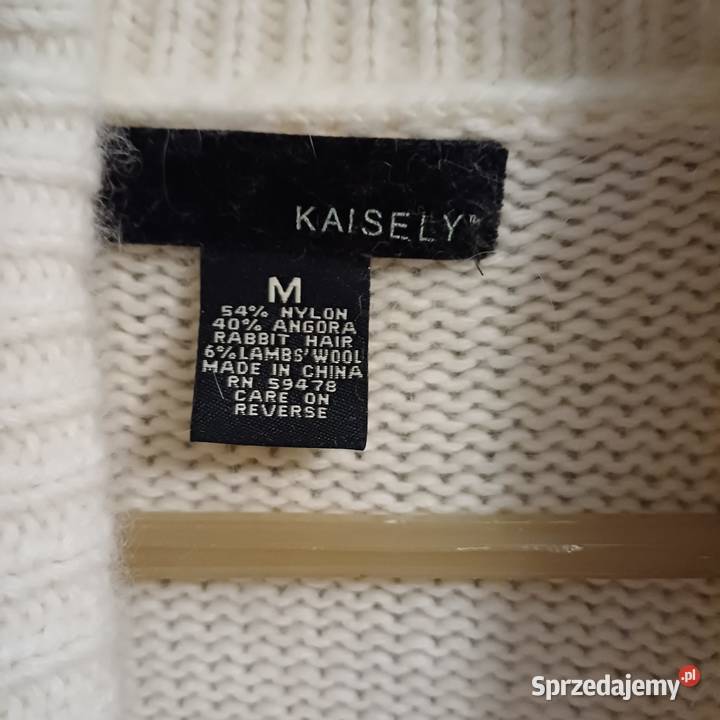 KAISELY™
M
54% NYLON
40% ANGORA
RABBIT HAIR
6% LAMBS' WOOL
MADE IN CHINA
RN 59478
CARE ON
REVERSE
Sprzedajemy.pl